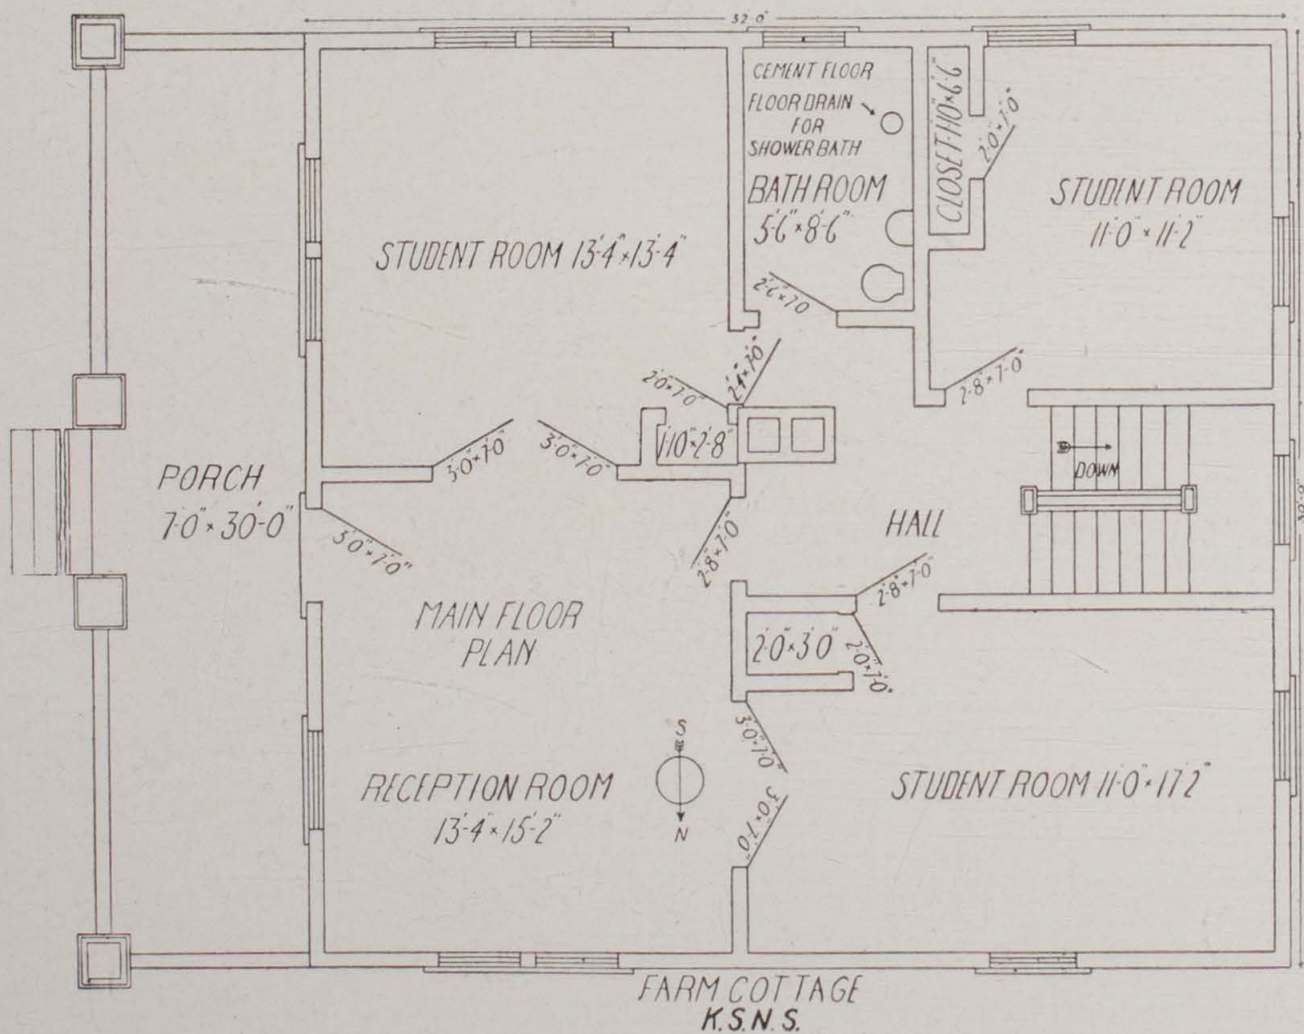 32'-0"
CEMENT FLOOR
FLOOR DRAIN
FOR
SHOWER BATH
BATH ROOM
5'-6" × 8'-6"
CLOSET-4'-0" × 6'-6"
2'-0" × 7'-0"
STUDENT ROOM
11'-0" × 11'-2"
STUDENT ROOM 13'-4" × 13'-4"
2'-6" × 7'-0
2'-0" × 7'-0"
2'-4" × 7'-0"
2'-8" × 7'-0"
1'-10" × 2'-8"
3'-0" × 7'-0"
3'-0" × 7'-0"
DOWN
PORCH
7'-0" × 30'-0"
3'-0" × 7'-0"
2'-8" × 7'-0"
HALL
2'-8" × 7'-0"
MAIN FLOOR
PLAN
2'-0" × 3'-0"
2'-0" × 7'-0"
3'-0" × 7'-0"
3'-0" × 7'-0"
S
N
RECEPTION ROOM
13'-4" × 15'-2"
STUDENT ROOM 11'-0" × 17'-2"
FARM COTTAGE
K.S.N.S.